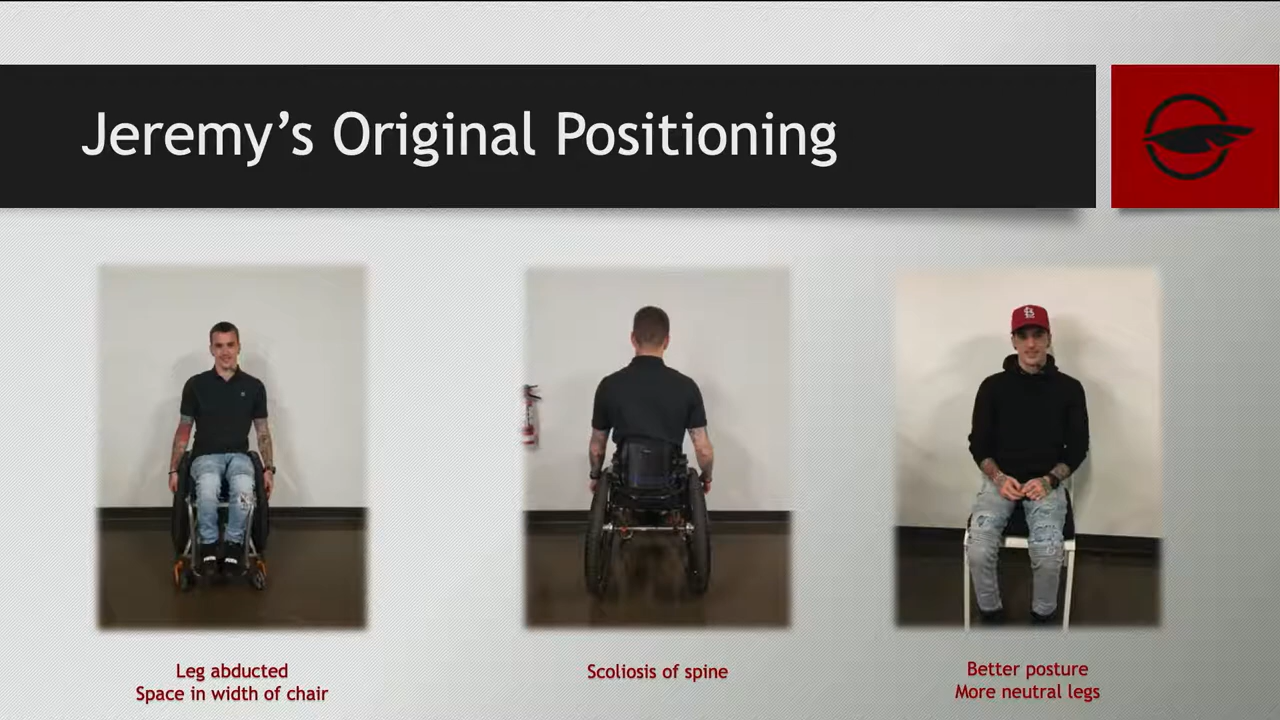 Jeremy’s Original Positioning
Leg abducted
Space in width of chair
Scoliosis of spine
Better posture
More neutral legs